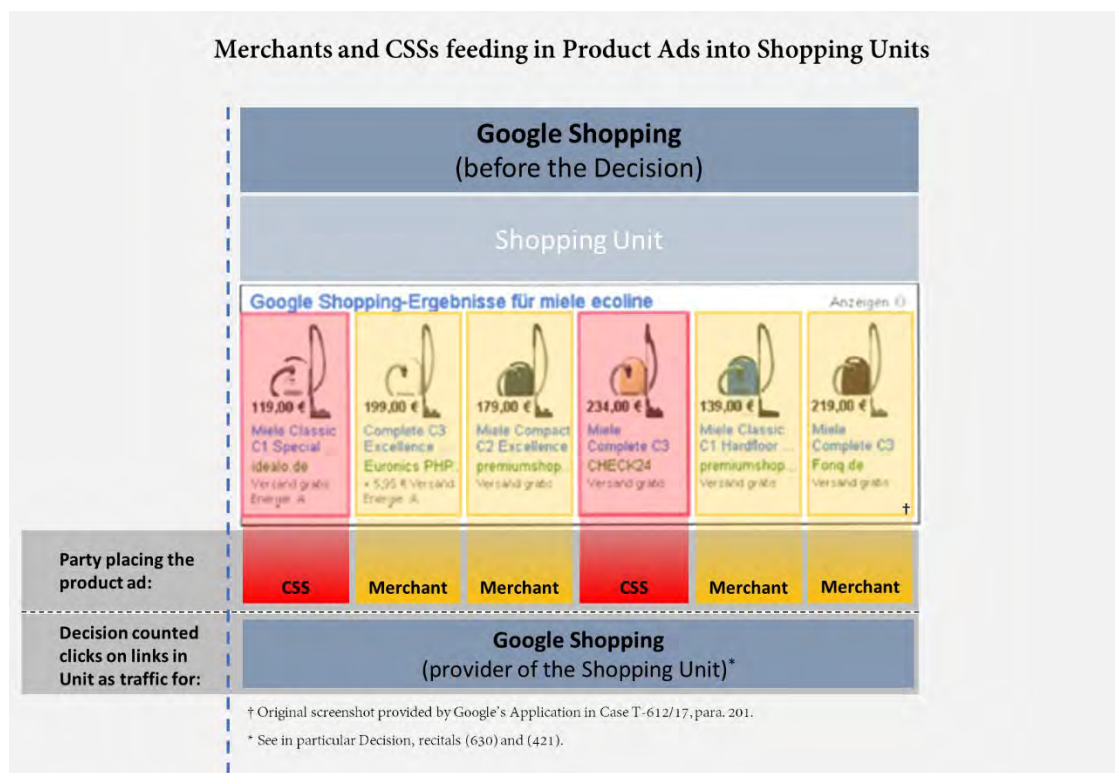 Merchants and CSSs feeding in Product Ads into Shopping Units
Google Shopping
(before the Decision)
Shopping Unit
Google Shopping-Ergebnisse für miele ecoline
Anzeigen
119,00 €
Miele Classic
C1 Special ...
idealo.de
Versand gratis
Energie: A
199,00 €
Complete C3
Excellence ...
Euronics PHP...
+ 5,95 € Versand
Energie: A
179,00 €
Miele Compact
C2 Excellence
premiumshop...
Versand gratis
234,00 €
Miele
Complete C3
CHECK24
Versand gratis
139,00 €
Miele Classic
C1 Hardfloor ...
premiumshop...
Versand gratis
219,00 €
Miele
Complete C3
Fonq.de
Versand gratis
†
Party placing the
product ad:
CSS
Merchant
Merchant
CSS
Merchant
Merchant
Decision counted
clicks on links in
Unit as traffic for:
Google Shopping
(provider of the Shopping Unit)*
† Original screenshot provided by Google's Application in Case T-612/17, para. 201.
* See in particular Decision, recitals (630) and (421).